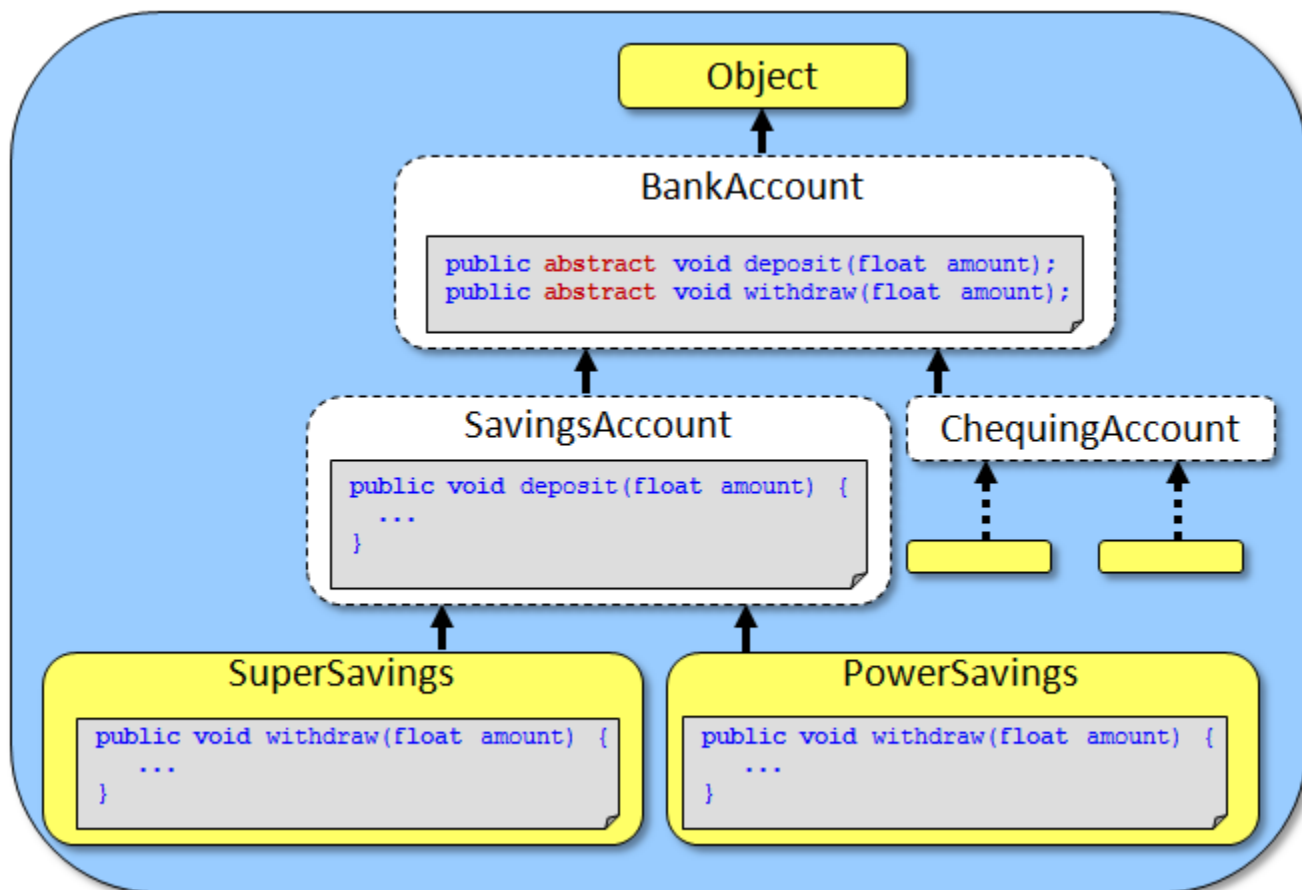 Object
BankAccount
public abstract void deposit(float amount);
public abstract void withdraw(float amount);
SavingsAccount
public void deposit(float amount) {
...
}
ChequingAccount
SuperSavings
public void withdraw(float amount) {
...
}
PowerSavings
public void withdraw(float amount) {
...
}